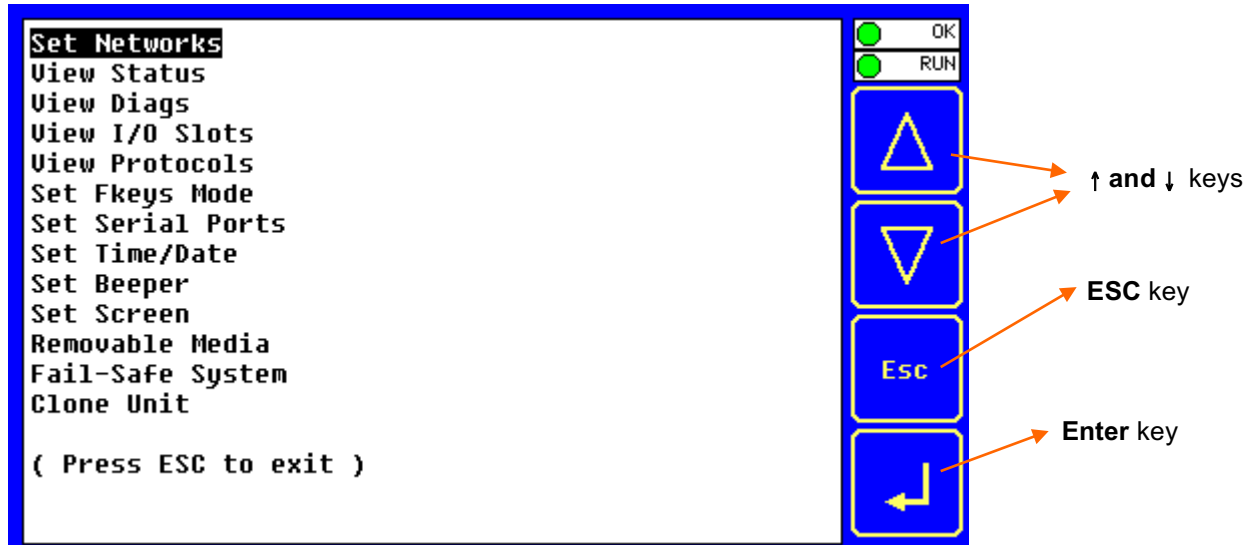 Set Networks
View Status
View Diags
View I/O Slots
View Protocols
Set Fkeys Mode
Set Serial Ports
Set Time/Date
Set Beeper
Set Screen
Removable Media
Fail-Safe System
Clone Unit
( Press ESC to exit )
OK
RUN
↑ and ↓ keys
Esc
ESC key
Enter key